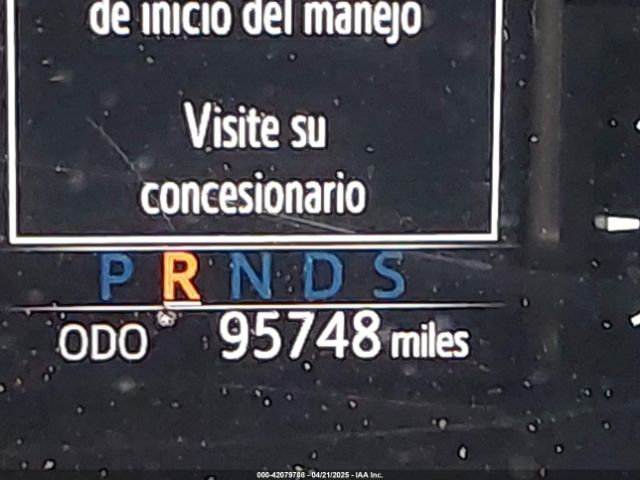 de inicio del manejo
Visite su
concesionario
P R N D S
ODO 95748 miles
000-42079708 - 04/21/2025 - IAA Inc.